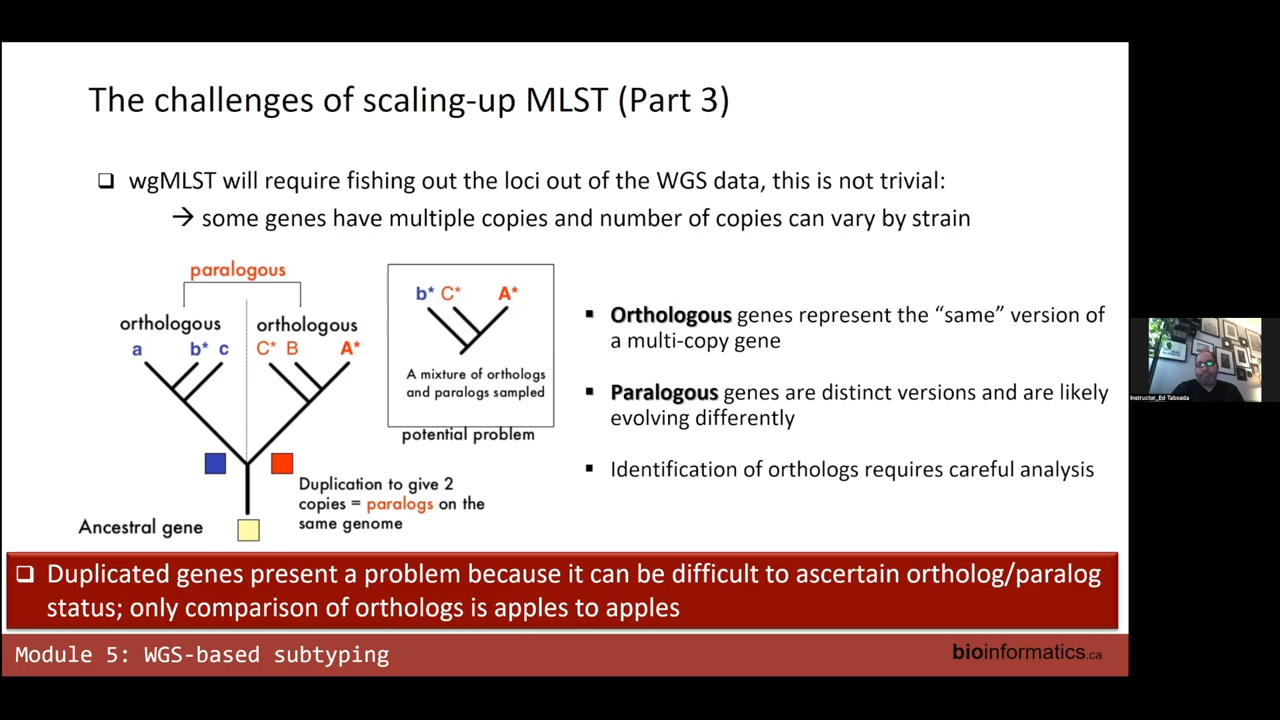 The challenges of scaling-up MLST (Part 3)
wgMLST will require fishing out the loci out of the WGS data, this is not trivial:
→ some genes have multiple copies and number of copies can vary by strain
paralogous
orthologous orthologous
a b* c C* B A*
Ancestral gene
Duplication to give 2
copies = paralogs on the
same genome
b* C* A*
A mixture of orthologs
and paralogs sampled
potential problem
Orthologous genes represent the “same” version of
a multi-copy gene
Paralogous genes are distinct versions and are likely
evolving differently
Identification of orthologs requires careful analysis
Duplicated genes present a problem because it can be difficult to ascertain ortholog/paralog
status; only comparison of orthologs is apples to apples
Module 5: WGS-based subtyping
bioinformatics.ca
instructor_Ed Taboada